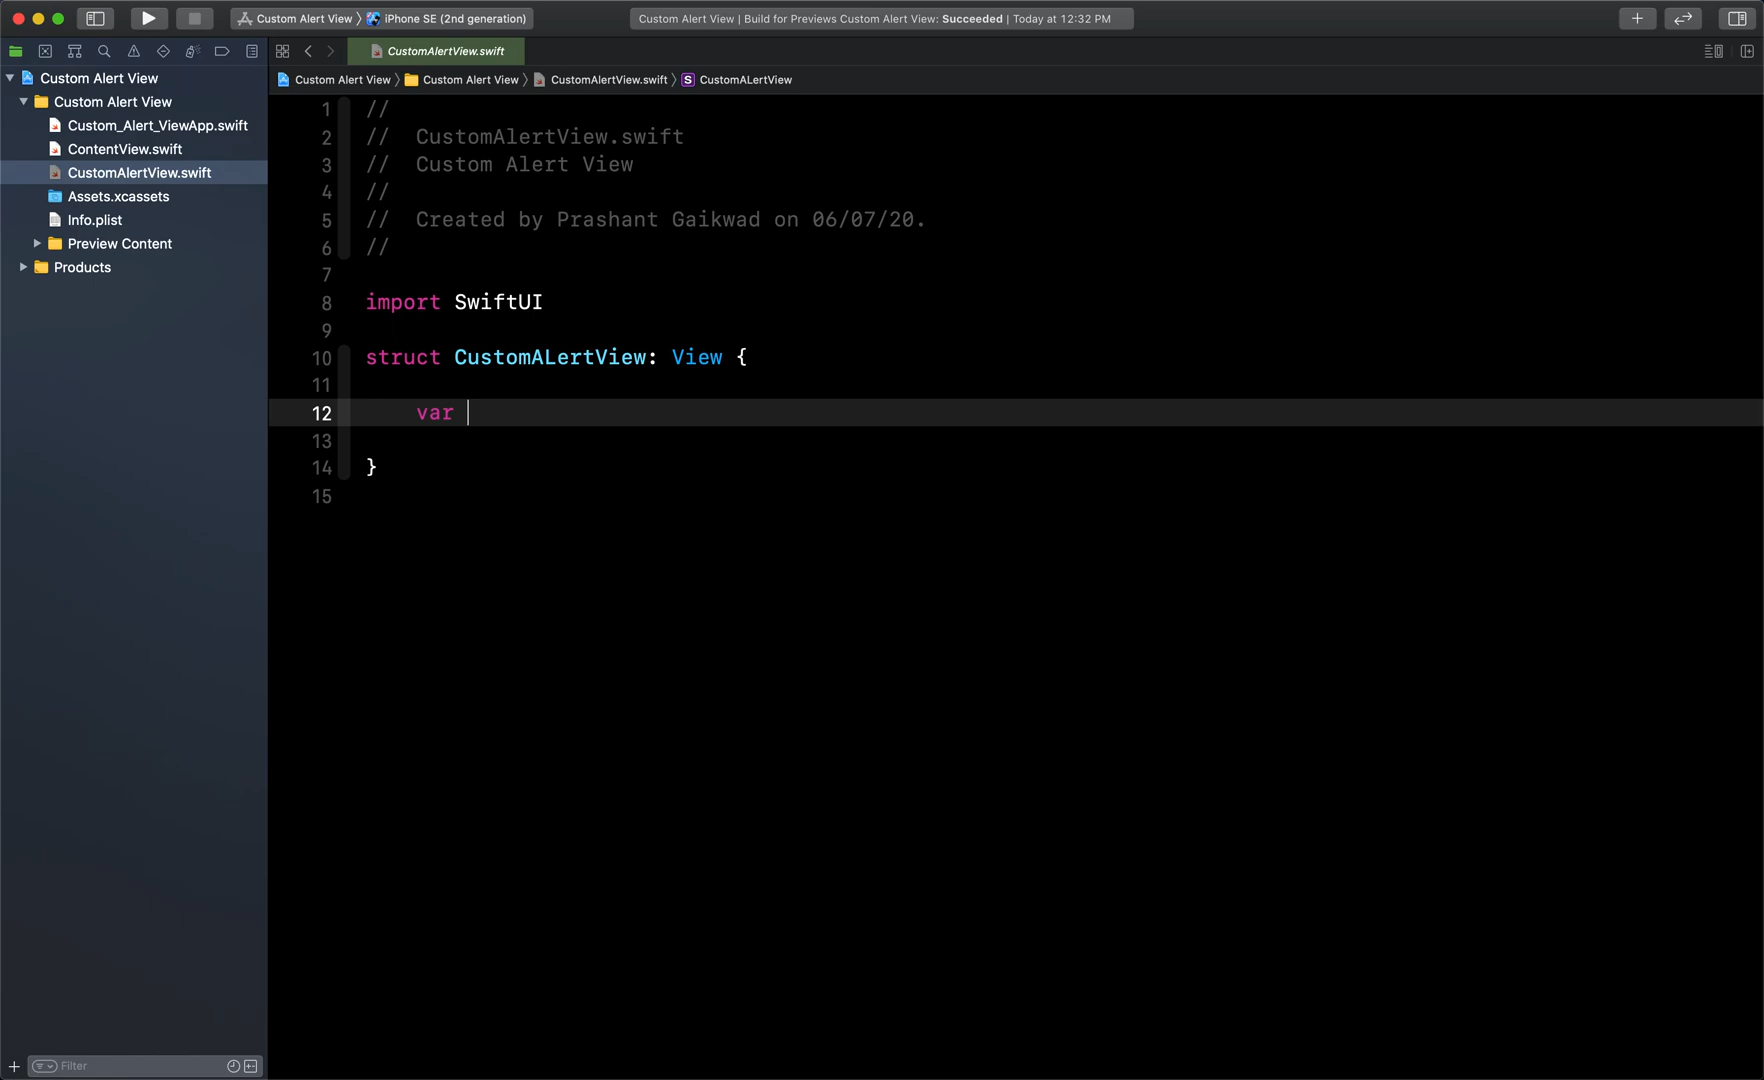 Custom Alert View 〉 iPhone SE (2nd generation)
Custom Alert View | Build for Previews Custom Alert View: Succeeded | Today at 12:32 PM
CustomAlertView.swift
Custom Alert View 〉 Custom Alert View 〉 CustomAlertView.swift 〉 S CustomALertView
Custom Alert View
Custom Alert View
Custom_Alert_ViewApp.swift
ContentView.swift
CustomAlertView.swift
Assets.xcassets
Info.plist
Preview Content
Products
1 //
2 //  CustomAlertView.swift
3 //  Custom Alert View
4 //
5 //  Created by Prashant Gaikwad on 06/07/20.
6 //
7
8 import SwiftUI
9
10 struct CustomALertView: View {
11
12     var
13
14 }
15
Filter